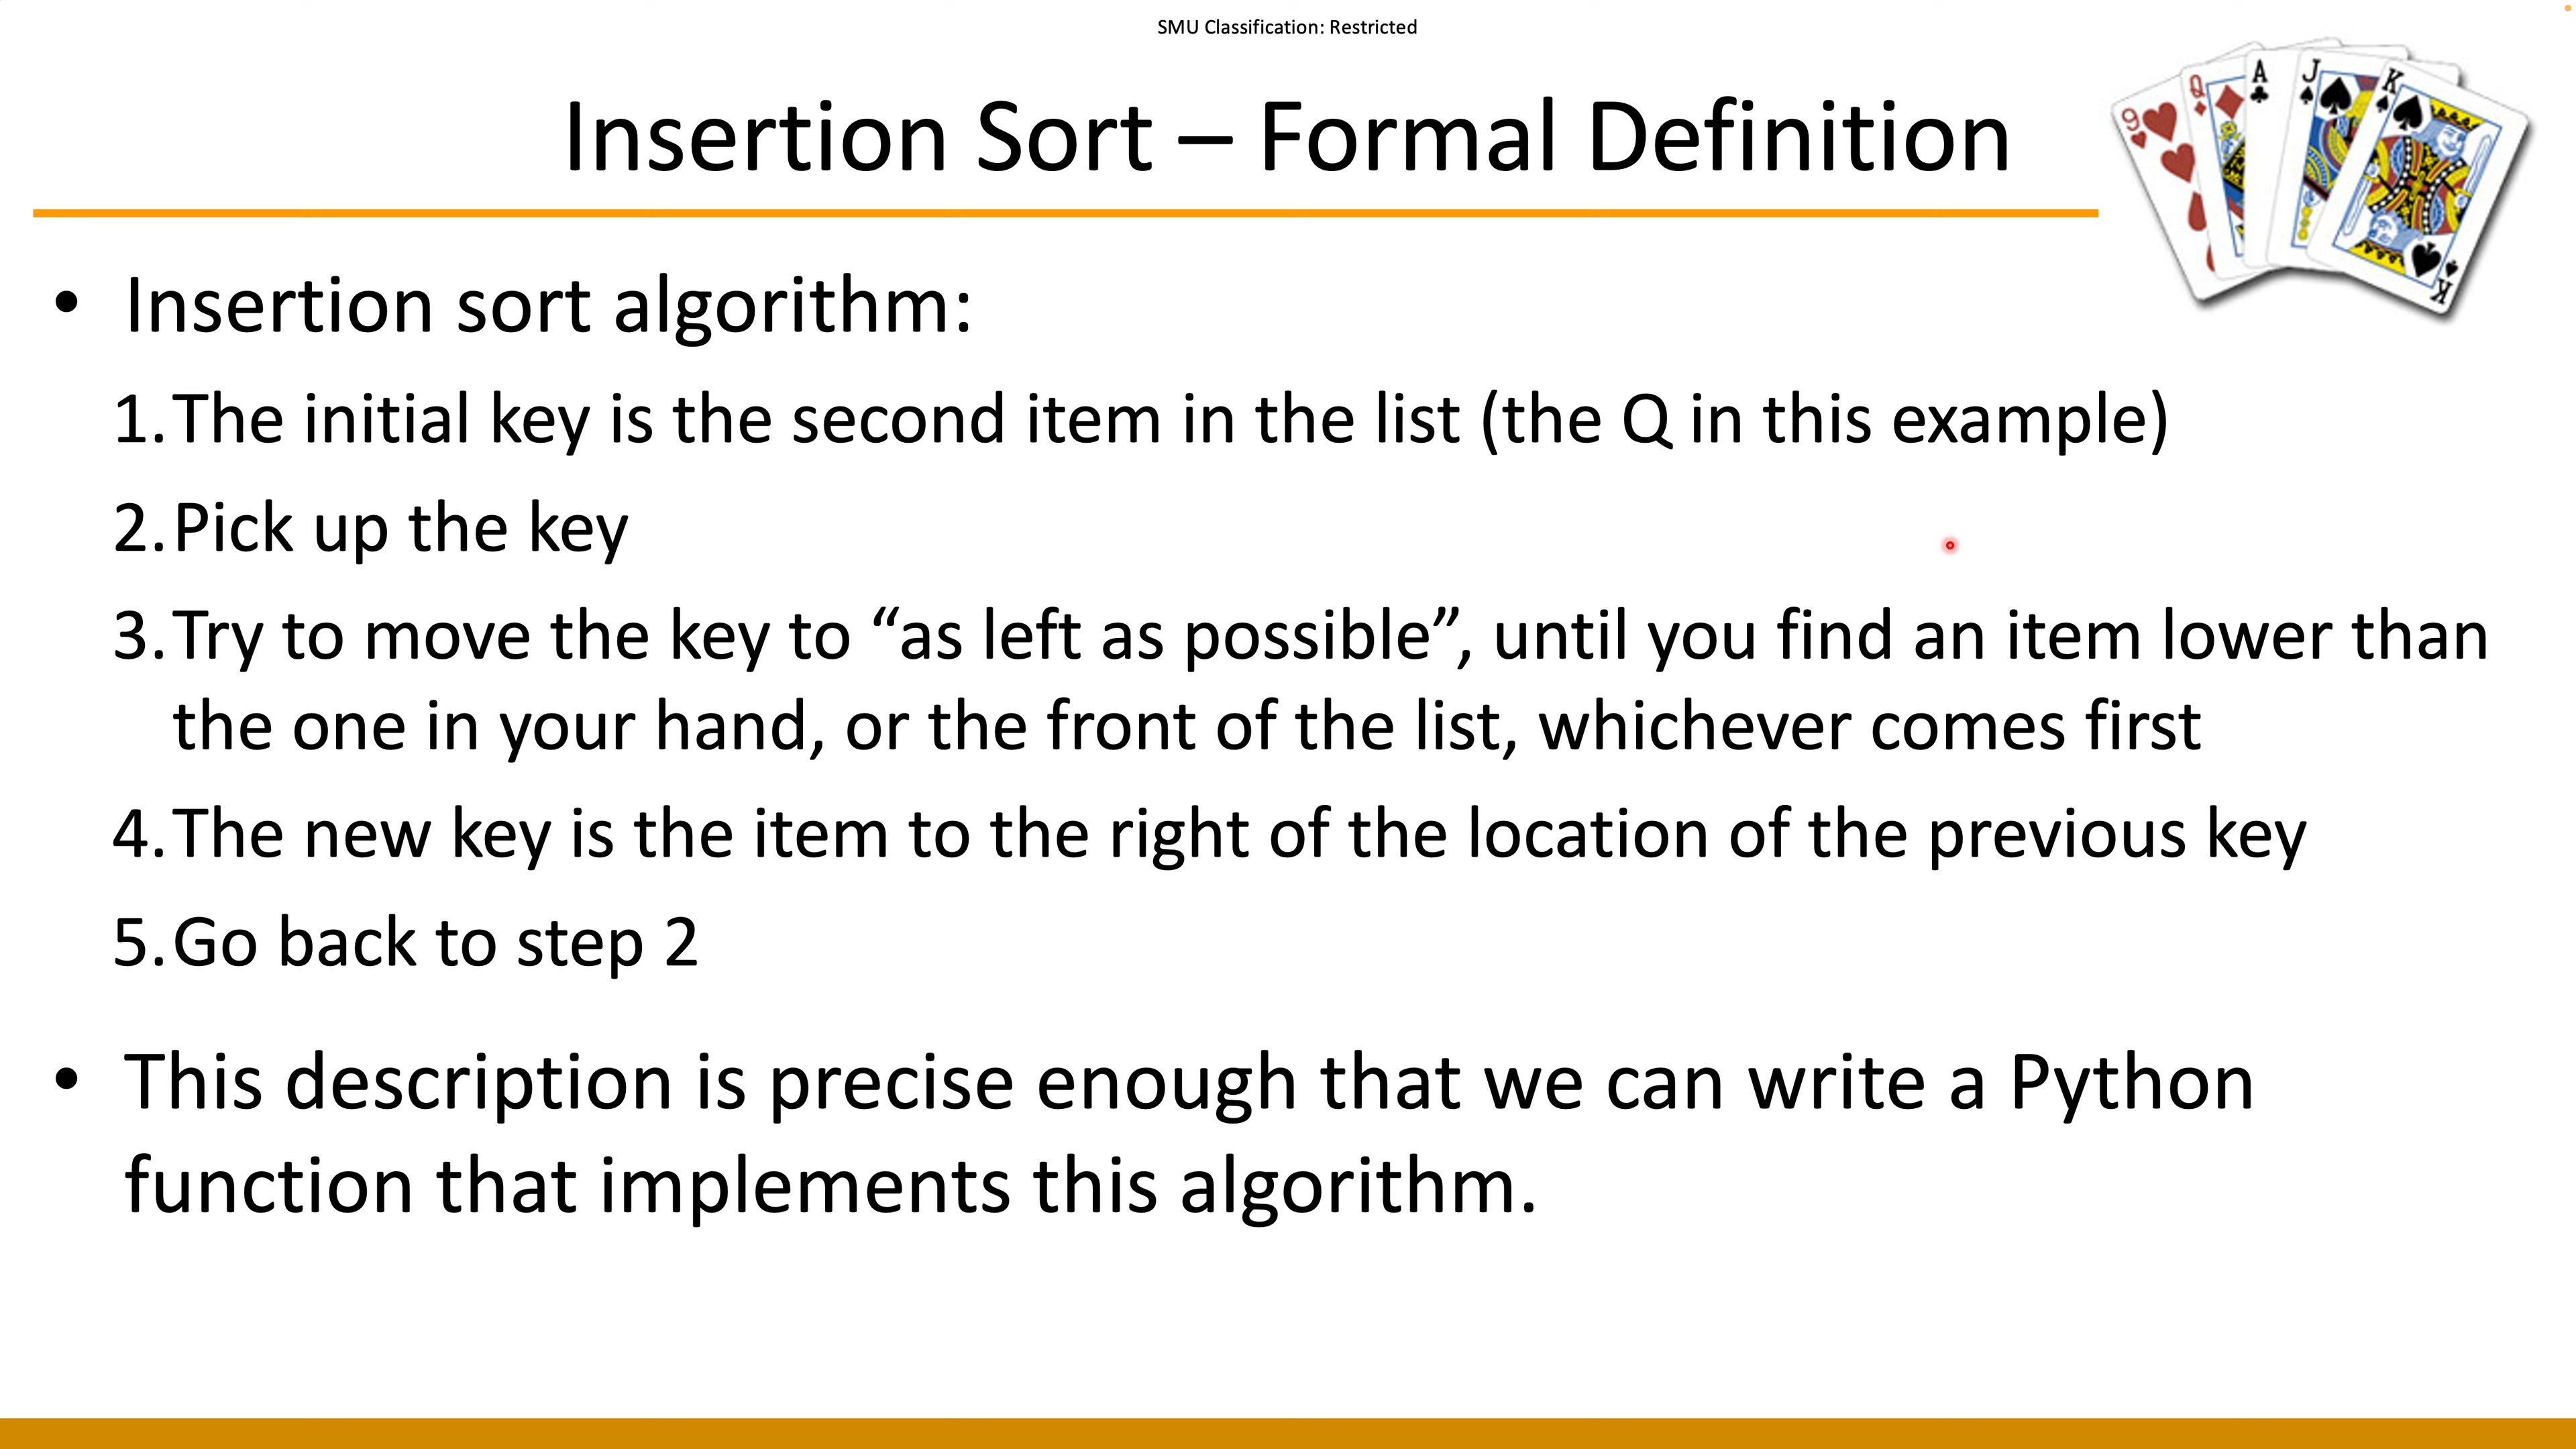 SMU Classification: Restricted
Insertion Sort – Formal Definition
9 Q A J K
K
• Insertion sort algorithm:
1. The initial key is the second item in the list (the Q in this example)
2. Pick up the key
3. Try to move the key to “as left as possible”, until you find an item lower than
the one in your hand, or the front of the list, whichever comes first
4. The new key is the item to the right of the location of the previous key
5. Go back to step 2
• This description is precise enough that we can write a Python
function that implements this algorithm.